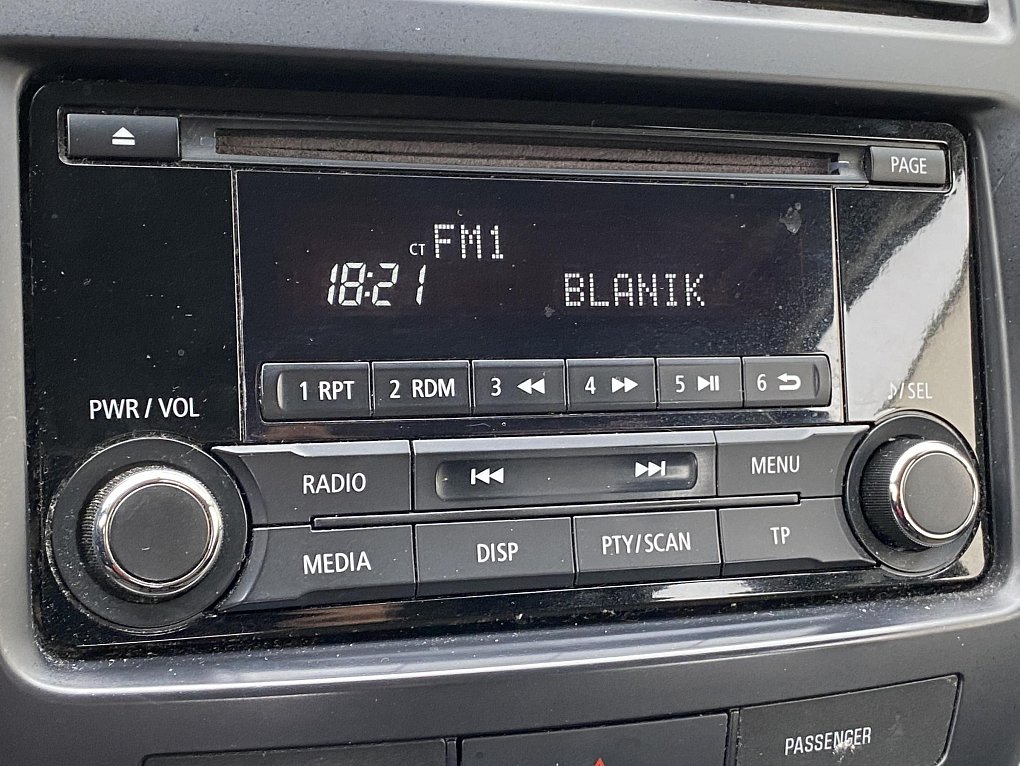 PAGE
CT FM1
18:21 BLANIK
1 RPT 2 RDM 3 4 5 6
PWR / VOL
♪/SEL
RADIO MENU
MEDIA DISP PTY/SCAN TP
PASSENGER